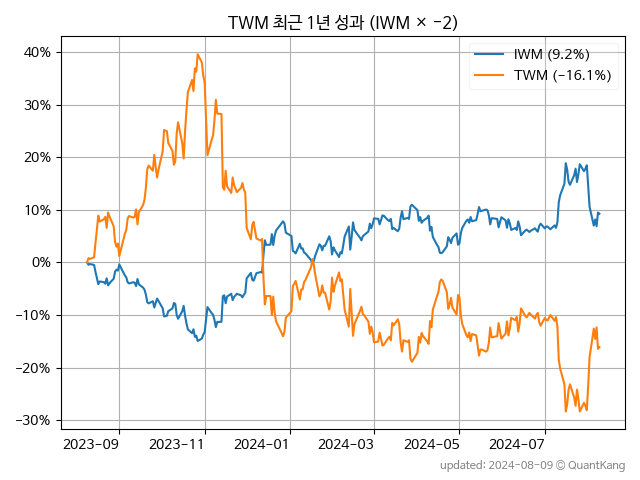 TWM 최근 1년 성과 (IWM × -2)
IWM (9.2%)
TWM (-16.1%)
40%
30%
20%
10%
0%
-10%
-20%
-30%
2023-09 2023-11 2024-01 2024-03 2024-05 2024-07
updated: 2024-08-09 © QuantKang